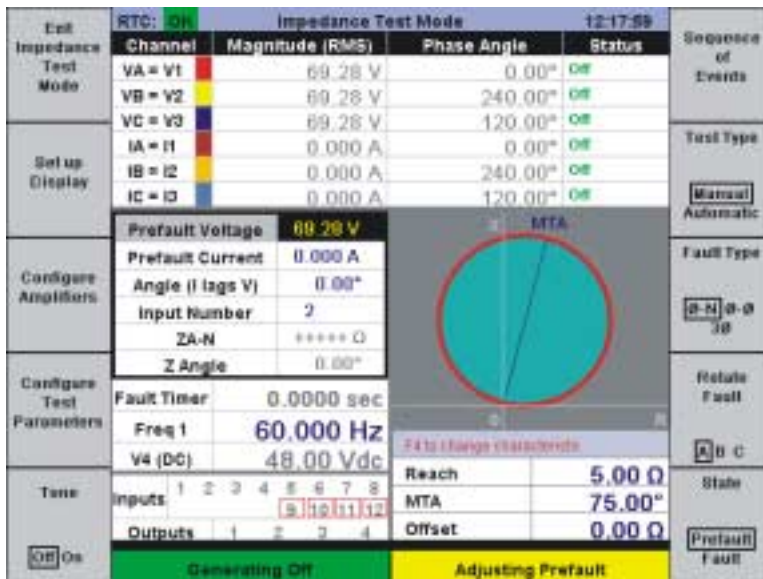 Exit
Impedance
Test
Mode
Set up
Display
Configure
Amplifiers
Configure
Test
Parameters
Tone
Off On
RTC: ON Impedance Test Mode 12:17:59
Channel Magnitude (RMS) Phase Angle Status
VA = V1 69.28 V 0.00° Off
VB = V2 69.28 V 240.00° Off
VC = V3 69.28 V 120.00° Off
IA = I1 0.000 A 0.00° Off
IB = I2 0.000 A 240.00° Off
IC = I3 0.000 A 120.00° Off
Prefault Voltage 69.28 V
Prefault Current 0.000 A
Angle (I lags V) 0.00°
Input Number 2
ZA-N +++++ Ω
Z Angle 0.00°
Fault Timer 0.0000 sec
Freq 1 60.000 Hz
V4 (DC) 48.00 Vdc
Inputs 1 2 3 4 5 6 7 8
9 10 11 12
Outputs 1 2 3 4
X MTA
R
F4 to change characteristic
Reach 5.00 Ω
MTA 75.00°
Offset 0.00 Ω
Generating Off Adjusting Prefault
Sequence
of
Events
Test Type
Manual
Automatic
Fault Type
Ø-N Ø-Ø
3Ø
Rotate
Fault
A B C
State
Prefault
Fault